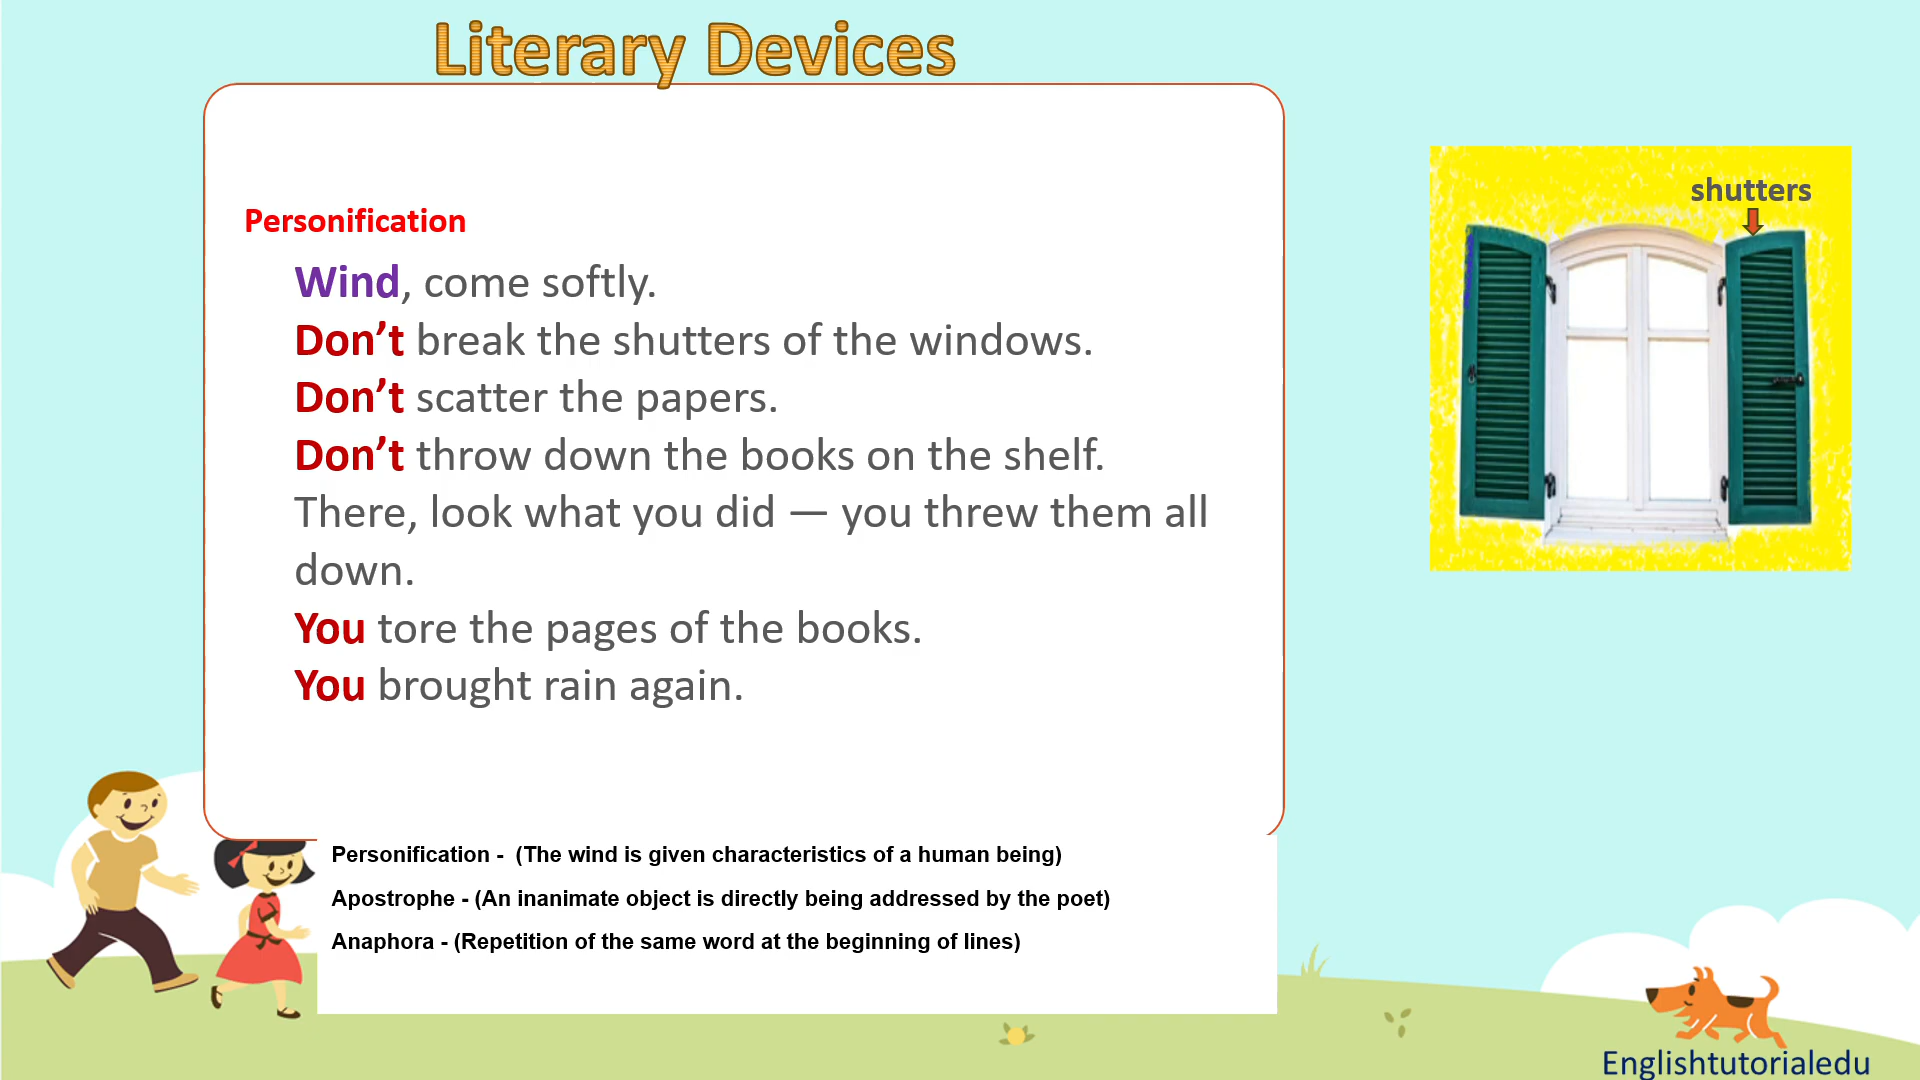 Literary Devices
shutters
Personification
Wind, come softly.
Don’t break the shutters of the windows.
Don’t scatter the papers.
Don’t throw down the books on the shelf.
There, look what you did — you threw them all
down.
You tore the pages of the books.
You brought rain again.
Personification - (The wind is given characteristics of a human being)
Apostrophe - (An inanimate object is directly being addressed by the poet)
Anaphora - (Repetition of the same word at the beginning of lines)
Englishtutorialedu